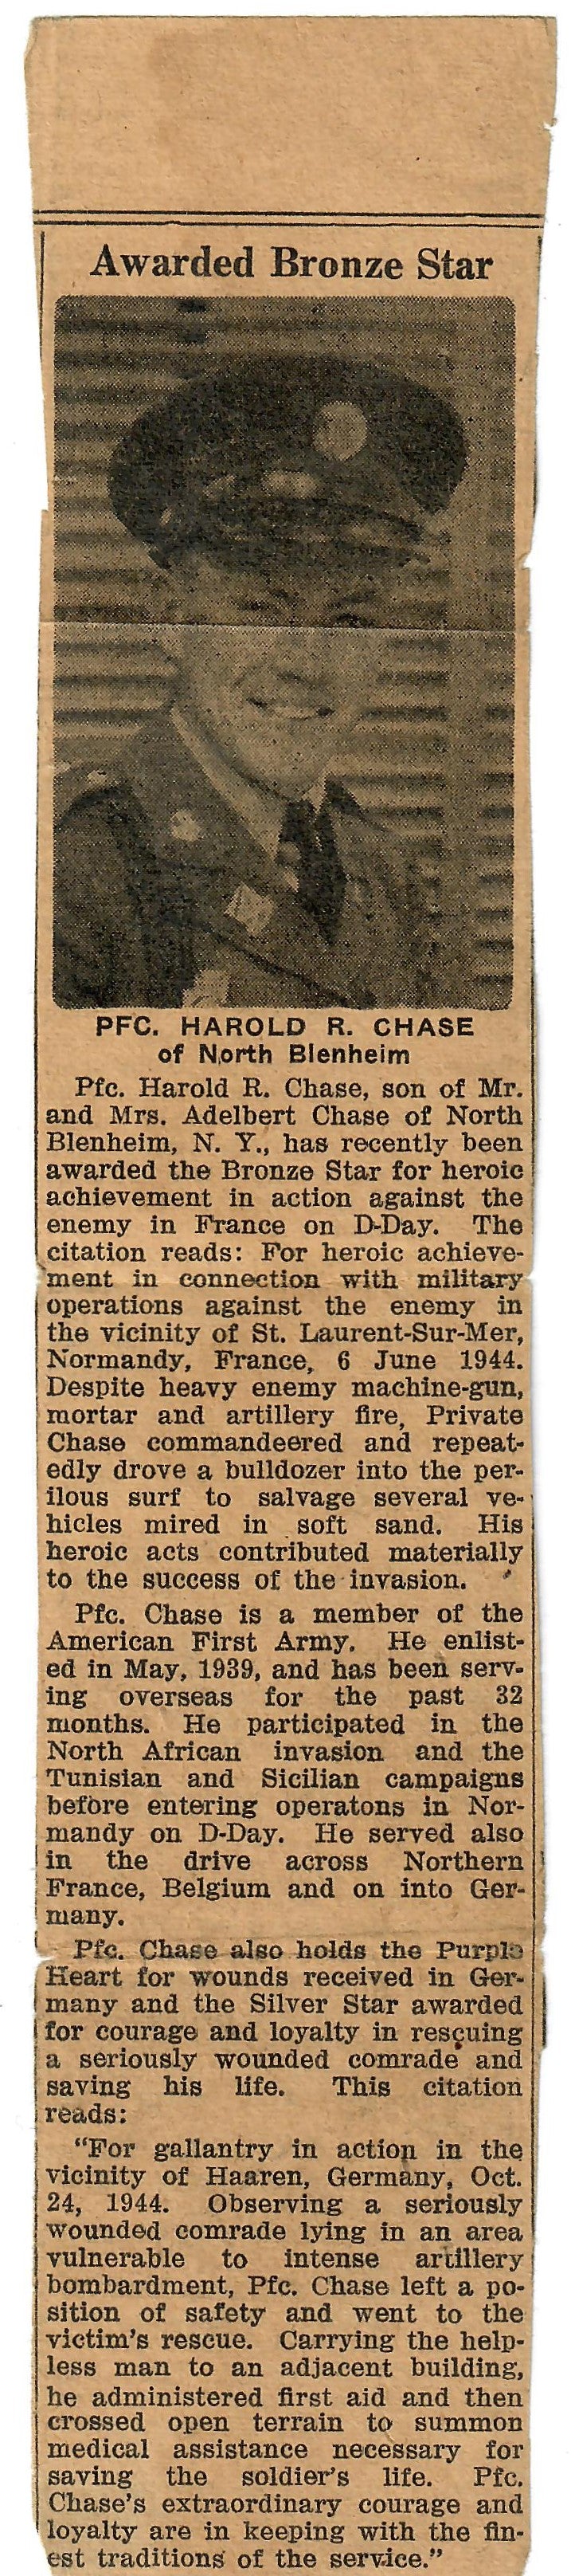 Awarded Bronze Star
PFC. HAROLD R. CHASE
of North Blenheim
Pfc. Harold R. Chase, son of Mr.
and Mrs. Adelbert Chase of North
Blenheim, N. Y., has recently been
awarded the Bronze Star for heroic
achievement in action against the
enemy in France on D-Day. The
citation reads: For heroic achieve-
ment in connection with military
operations against the enemy in
the vicinity of St. Laurent-Sur-Mer,
Normandy, France, 6 June 1944.
Despite heavy enemy machine-gun,
mortar and artillery fire, Private
Chase commandeered and repeat-
edly drove a bulldozer into the per-
ilous surf to salvage several ve-
hicles mired in soft sand. His
heroic acts contributed materially
to the success of the invasion.
Pfc. Chase is a member of the
American First Army. He enlist-
ed in May, 1939, and has been serv-
ing overseas for the past 32
months. He participated in the
North African invasion and the
Tunisian and Sicilian campaigns
before entering operatons in Nor-
mandy on D-Day. He served also
in the drive across Northern
France, Belgium and on into Ger-
many.
Pfc. Chase also holds the Purple
Heart for wounds received in Ger-
many and the Silver Star awarded
for courage and loyalty in rescuing
a seriously wounded comrade and
saving his life. This citation
reads:
"For gallantry in action in the
vicinity of Haaren, Germany, Oct.
24, 1944. Observing a seriously
wounded comrade lying in an area
vulnerable to intense artillery
bombardment, Pfc. Chase left a po-
sition of safety and went to the
victim's rescue. Carrying the help-
less man to an adjacent building,
he administered first aid and then
crossed open terrain to summon
medical assistance necessary for
saving the soldier's life. Pfc.
Chase's extraordinary courage and
loyalty are in keeping with the fin-
est traditions of the service."